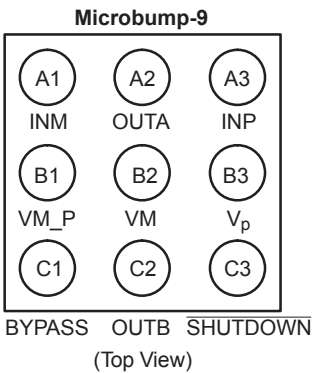 Microbump-9
A1 A2 A3
INM OUTA INP
B1 B2 B3
VM_P VM Vp
C1 C2 C3
BYPASS OUTB SHUTDOWN
(Top View)